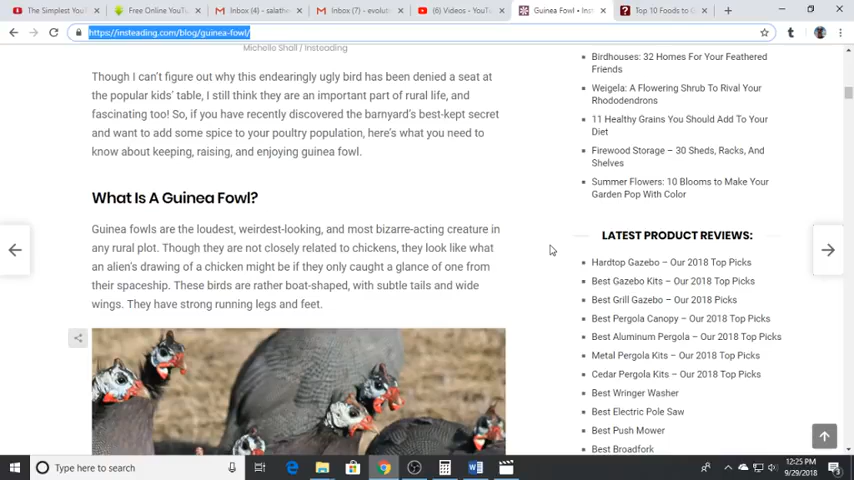 The Simplest You
Free Online YouT
Inbox (4) - salathe
Inbox (7) - evolut
(6) Videos - YouTu
Guinea Fowl • Inst
Top 10 Foods to G
https://insteading.com/blog/guinea-fowl/
Michelle Shall / Insteading
Though I can't figure out why this endearingly ugly bird has been denied a seat at
the popular kids' table, I still think they are an important part of rural life, and
fascinating too! So, if you have recently discovered the barnyard's best-kept secret
and want to add some spice to your poultry population, here's what you need to
know about keeping, raising, and enjoying guinea fowl.
What Is A Guinea Fowl?
Guinea fowls are the loudest, weirdest-looking, and most bizarre-acting creature in
any rural plot. Though they are not closely related to chickens, they look like what
an alien's drawing of a chicken might be if they only caught a glance of one from
their spaceship. These birds are rather boat-shaped, with subtle tails and wide
wings. They have strong running legs and feet.
Birdhouses: 32 Homes For Your Feathered
Friends
Weigela: A Flowering Shrub To Rival Your
Rhododendrons
11 Healthy Grains You Should Add To Your
Diet
Firewood Storage – 30 Sheds, Racks, And
Shelves
Summer Flowers: 10 Blooms to Make Your
Garden Pop With Color
LATEST PRODUCT REVIEWS:
Hardtop Gazebo – Our 2018 Top Picks
Best Gazebo Kits – Our 2018 Top Picks
Best Grill Gazebo – Our 2018 Picks
Best Pergola Canopy – Our 2018 Top Picks
Best Aluminum Pergola – Our 2018 Top Picks
Metal Pergola Kits – Our 2018 Top Picks
Cedar Pergola Kits – Our 2018 Top Picks
Best Wringer Washer
Best Electric Pole Saw
Best Push Mower
Best Broadfork
Type here to search
12:25 PM
9/29/2018